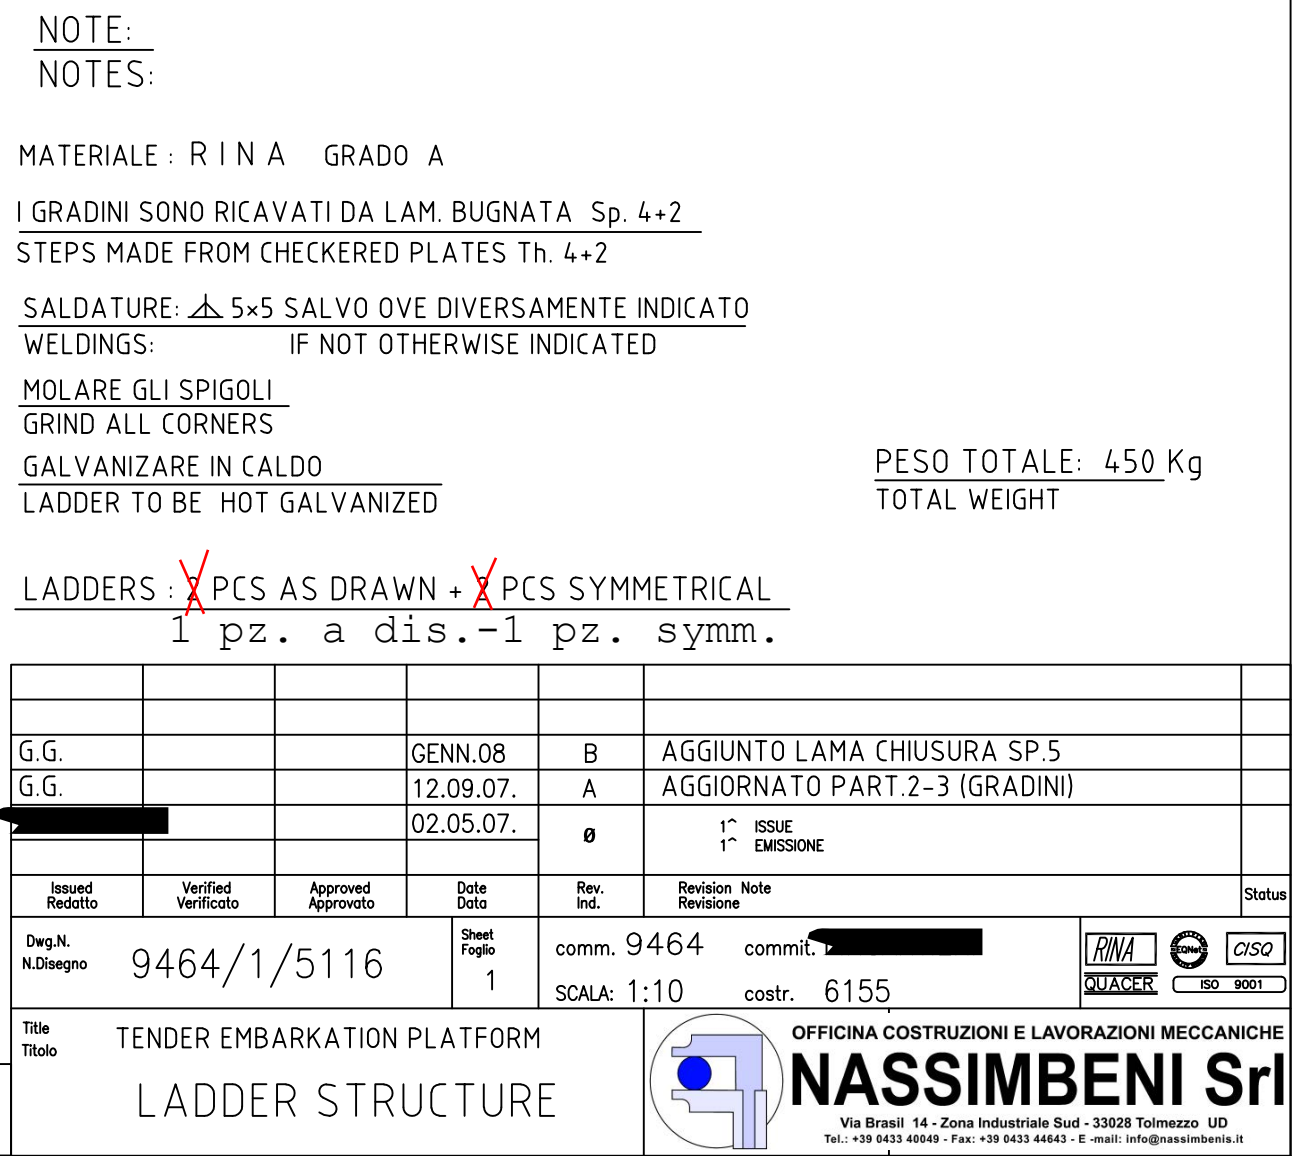 NOTE:
NOTES:
MATERIALE : RINA GRADO A
I GRADINI SONO RICAVATI DA LAM. BUGNATA Sp. 4+2
STEPS MADE FROM CHECKERED PLATES Th. 4+2
SALDATURE: 5×5 SALVO OVE DIVERSAMENTE INDICATO
WELDINGS: IF NOT OTHERWISE INDICATED
MOLARE GLI SPIGOLI
GRIND ALL CORNERS
GALVANIZARE IN CALDO
LADDER TO BE HOT GALVANIZED
PESO TOTALE: 450 Kg
TOTAL WEIGHT
LADDERS : 2 PCS AS DRAWN + 2 PCS SYMMETRICAL
1 pz. a dis.-1 pz. symm.
G.G. GENN.08 B AGGIUNTO LAMA CHIUSURA SP.5
G.G. 12.09.07. A AGGIORNATO PART.2-3 (GRADINI)
02.05.07. Ø 1^ ISSUE
1^ EMISSIONE
Issued Verified Approved Date Rev. Revision Note Status
Redatto Verificato Approvato Data Ind. Revisione
Dwg.N.
N.Disegno
9464/1/5116
Sheet
Foglio
1
comm. 9464 commit.
SCALA: 1:10 costr. 6155
RINA EQNet CISQ
QUACER ISO 9001
Title
Titolo
TENDER EMBARKATION PLATFORM
LADDER STRUCTURE
OFFICINA COSTRUZIONI E LAVORAZIONI MECCANICHE
NASSIMBENI Srl
Via Brasil 14 - Zona Industriale Sud - 33028 Tolmezzo UD
Tel.: +39 0433 40049 - Fax: +39 0433 44643 - E -mail: info@nassimbenis.it